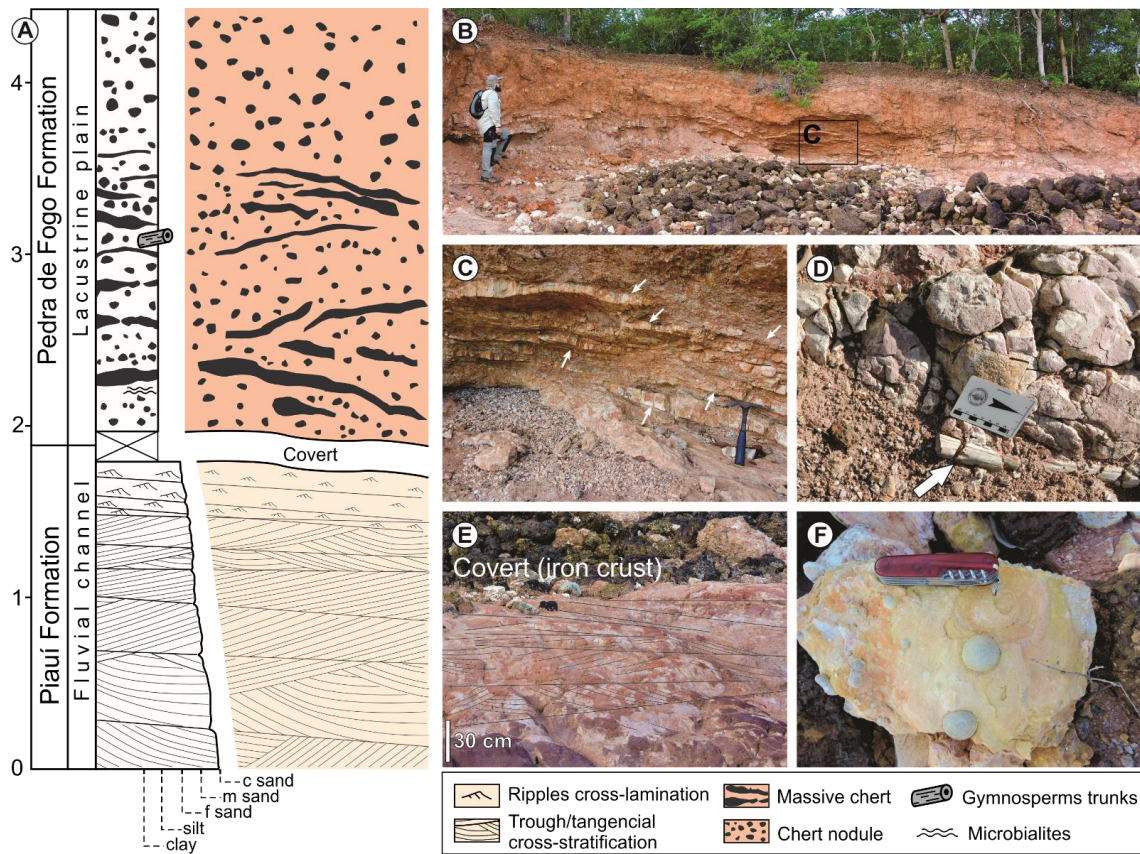 A
Pedra de Fogo Formation
Lacustrine plain
Piauí Formation
Fluvial channel
4
3
2
1
0
Covert
c sand
m sand
f sand
silt
clay
B
C
C
D
E
Covert (iron crust)
30 cm
F
Ripples cross-lamination
Trough/tangencial
cross-stratification
Massive chert
Chert nodule
Gymnosperms trunks
Microbialites